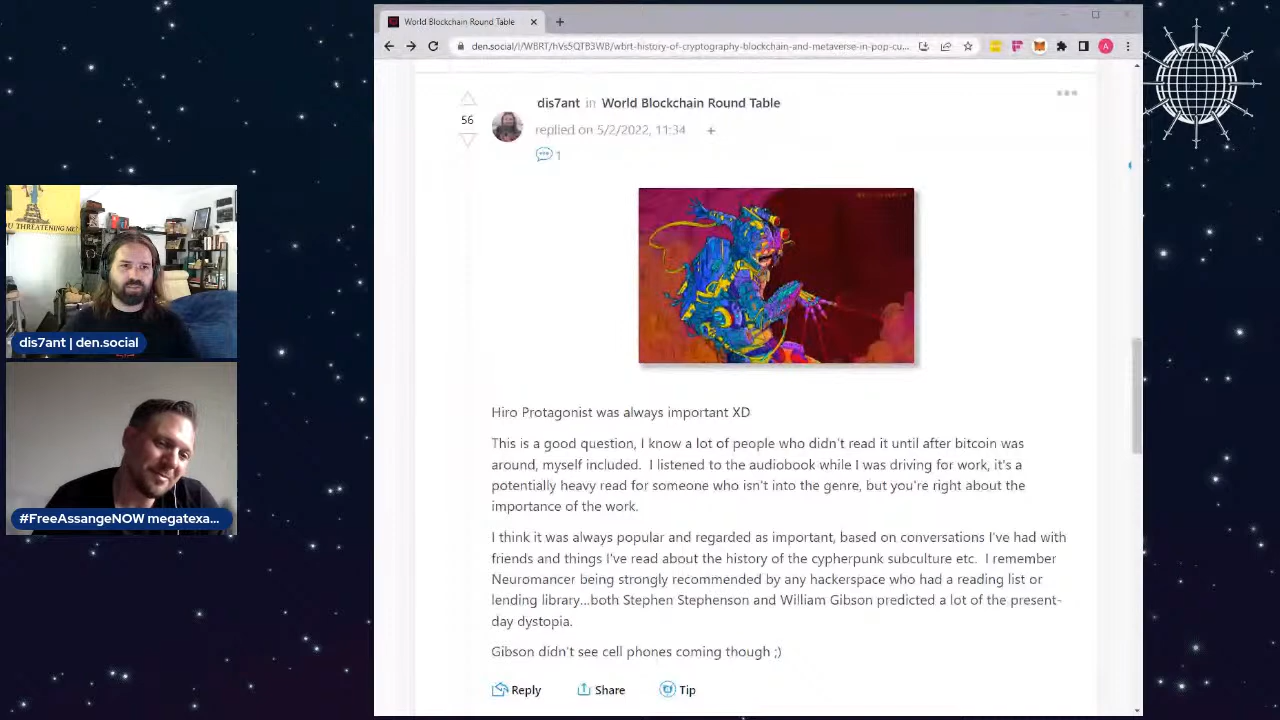 World Blockchain Round Table
den.social/l/WBRT/hVs5QTB3WB/wbrt-history-of-cryptography-blockchain-and-metaverse-in-pop-cu...
A
dis7ant in World Blockchain Round Table
56
replied on 5/2/2022, 11:34 +
1
U THREATENING ME?
dis7ant | den.social
#FreeAssangeNOW megatexa...
Hiro Protagonist was always important XD
This is a good question, I know a lot of people who didn't read it until after bitcoin was
around, myself included. I listened to the audiobook while I was driving for work, it's a
potentially heavy read for someone who isn't into the genre, but you're right about the
importance of the work.
I think it was always popular and regarded as important, based on conversations I've had with
friends and things I've read about the history of the cypherpunk subculture etc. I remember
Neuromancer being strongly recommended by any hackerspace who had a reading list or
lending library...both Stephen Stephenson and William Gibson predicted a lot of the present-
day dystopia.
Gibson didn't see cell phones coming though ;)
Reply Share Tip